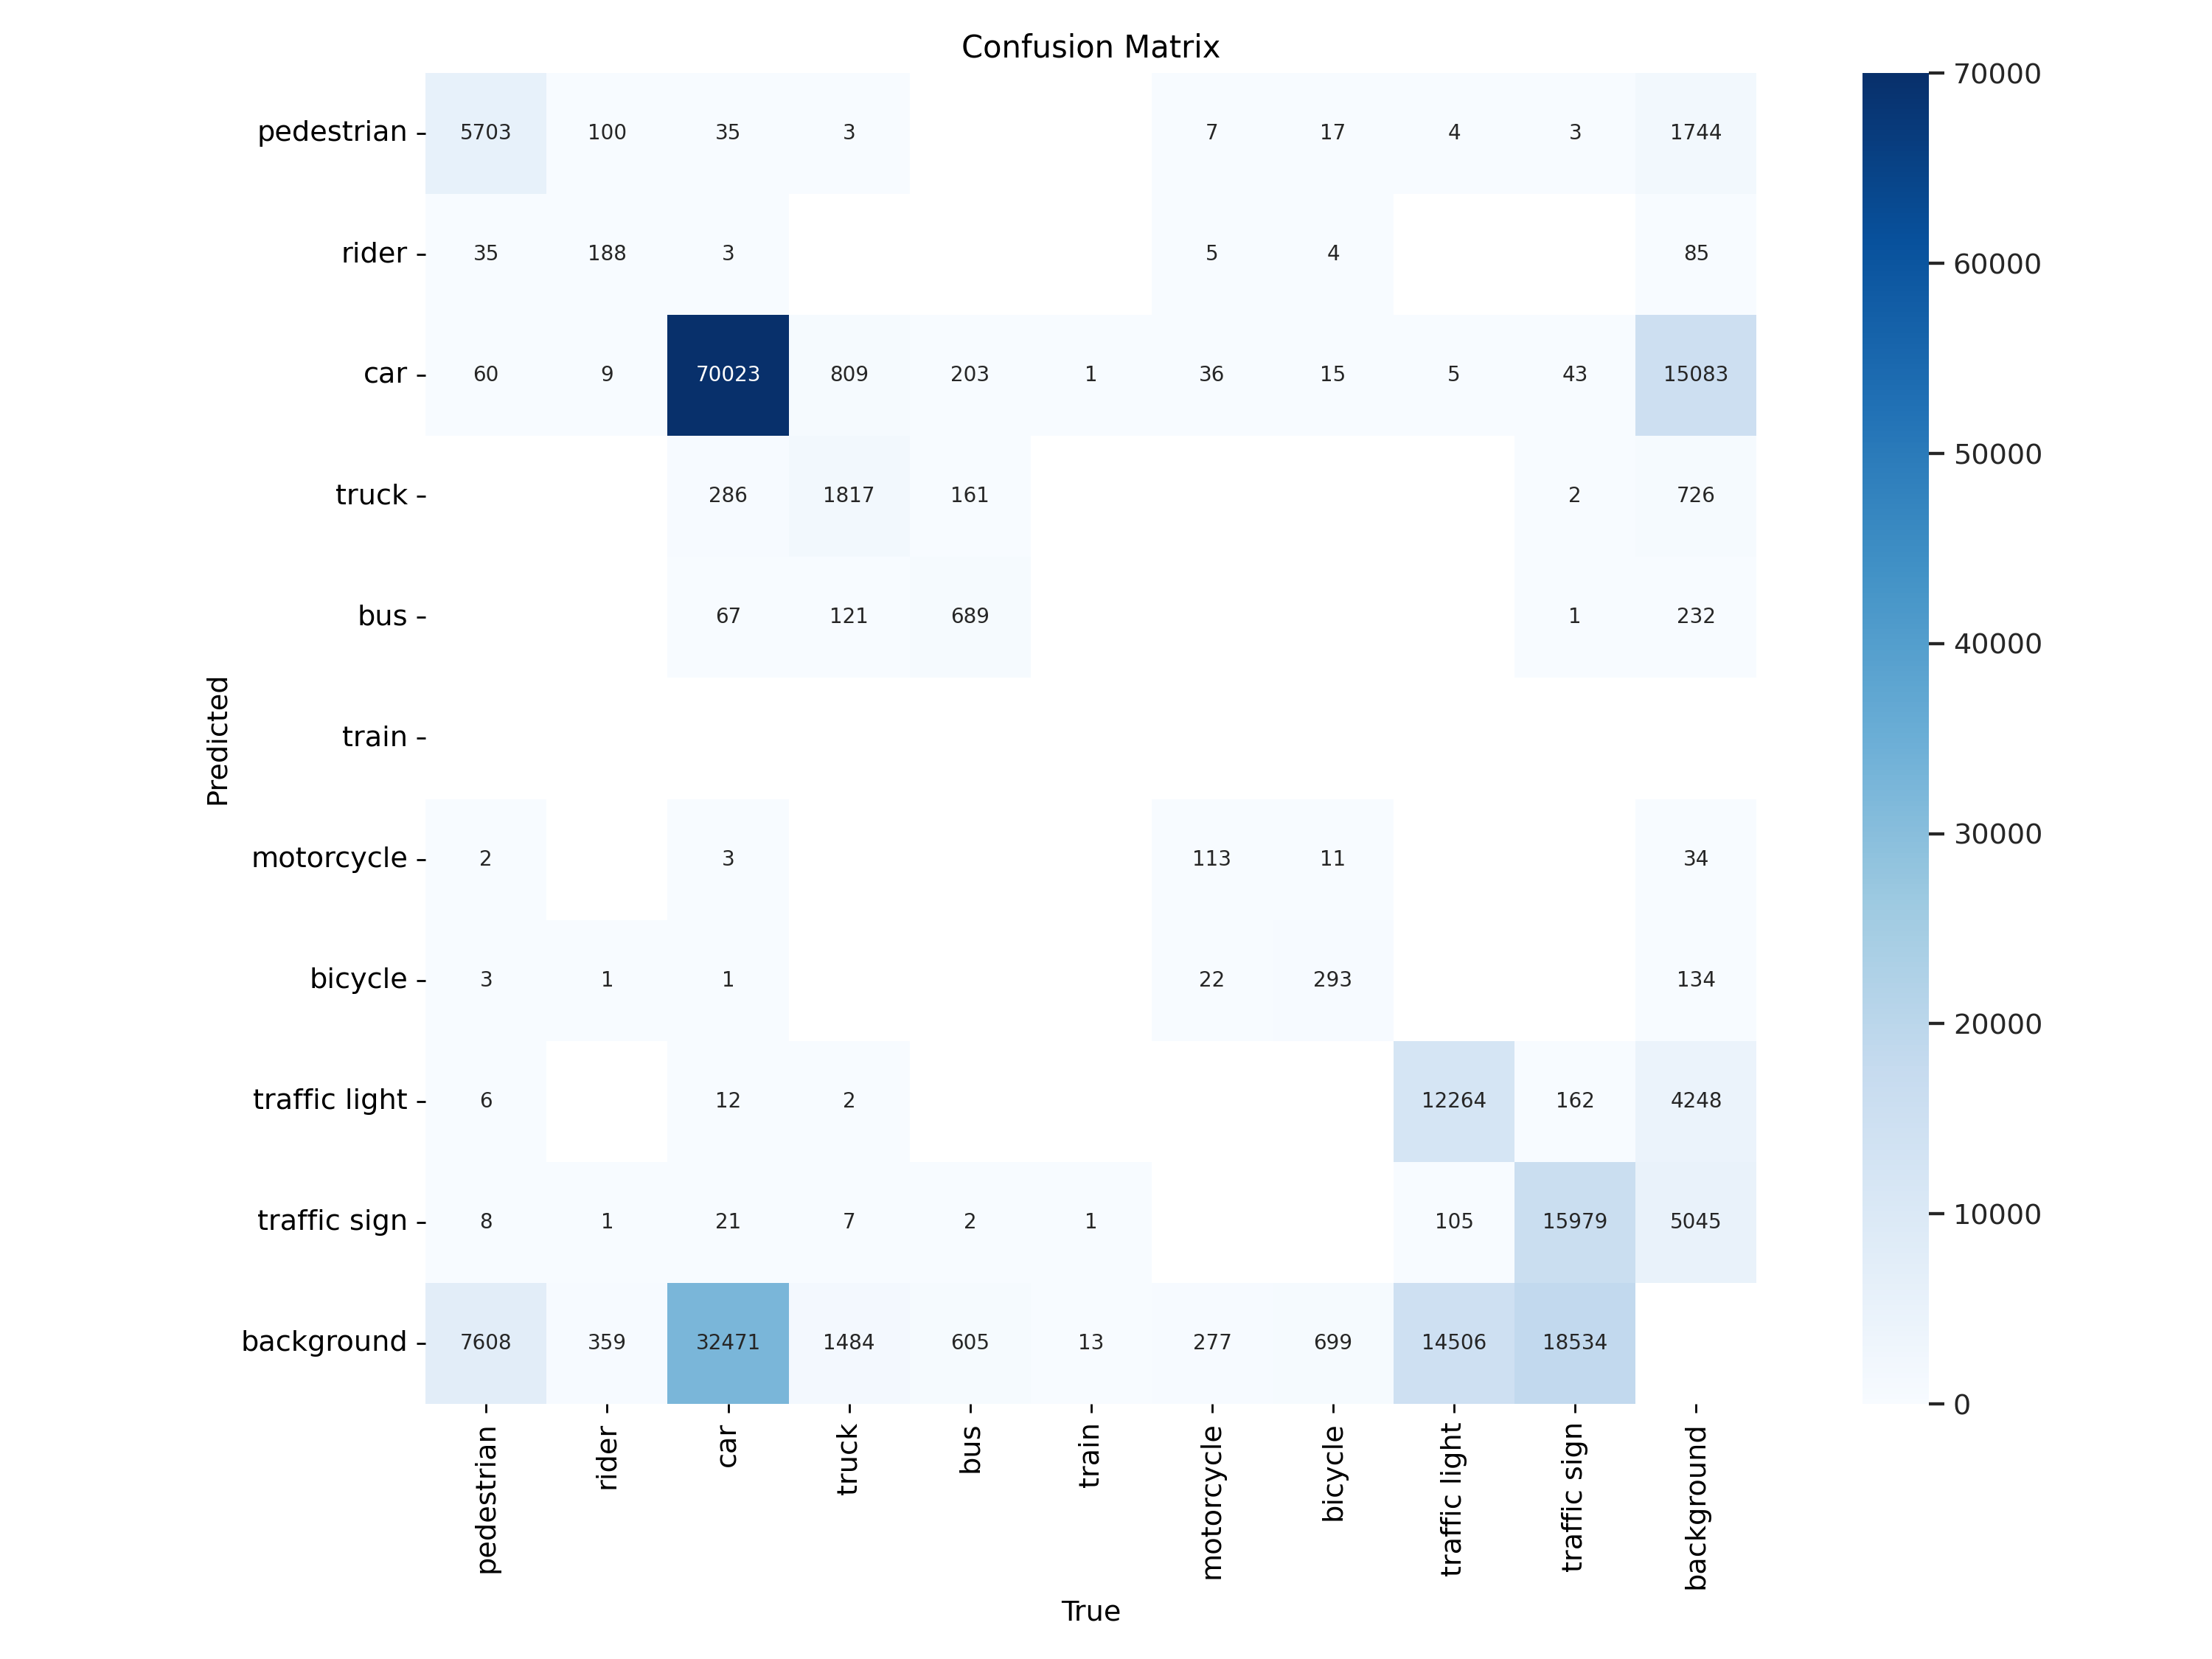 Confusion Matrix
pedestrian 5703 100 35 3 7 17 4 3 1744
rider 35 188 3 5 4 85
car 60 9 70023 809 203 1 36 15 5 43 15083
truck 286 1817 161 2 726
bus 67 121 689 1 232
train
motorcycle 2 3 113 11 34
bicycle 3 1 1 22 293 134
traffic light 6 12 2 12264 162 4248
traffic sign 8 1 21 7 2 1 105 15979 5045
background 7608 359 32471 1484 605 13 277 699 14506 18534
Predicted
pedestrian
rider
car
truck
bus
train
motorcycle
bicycle
traffic light
traffic sign
background
True
70000
60000
50000
40000
30000
20000
10000
0